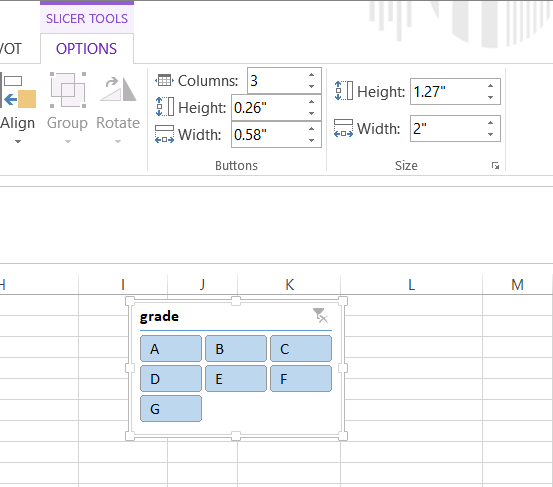 SLICER TOOLS
VOT OPTIONS
Columns: 3
Height: 0.26"
Width: 0.58"
Height: 1.27"
Width: 2"
Align Group Rotate
Buttons Size
H I J K L M
grade
A B C
D E F
G